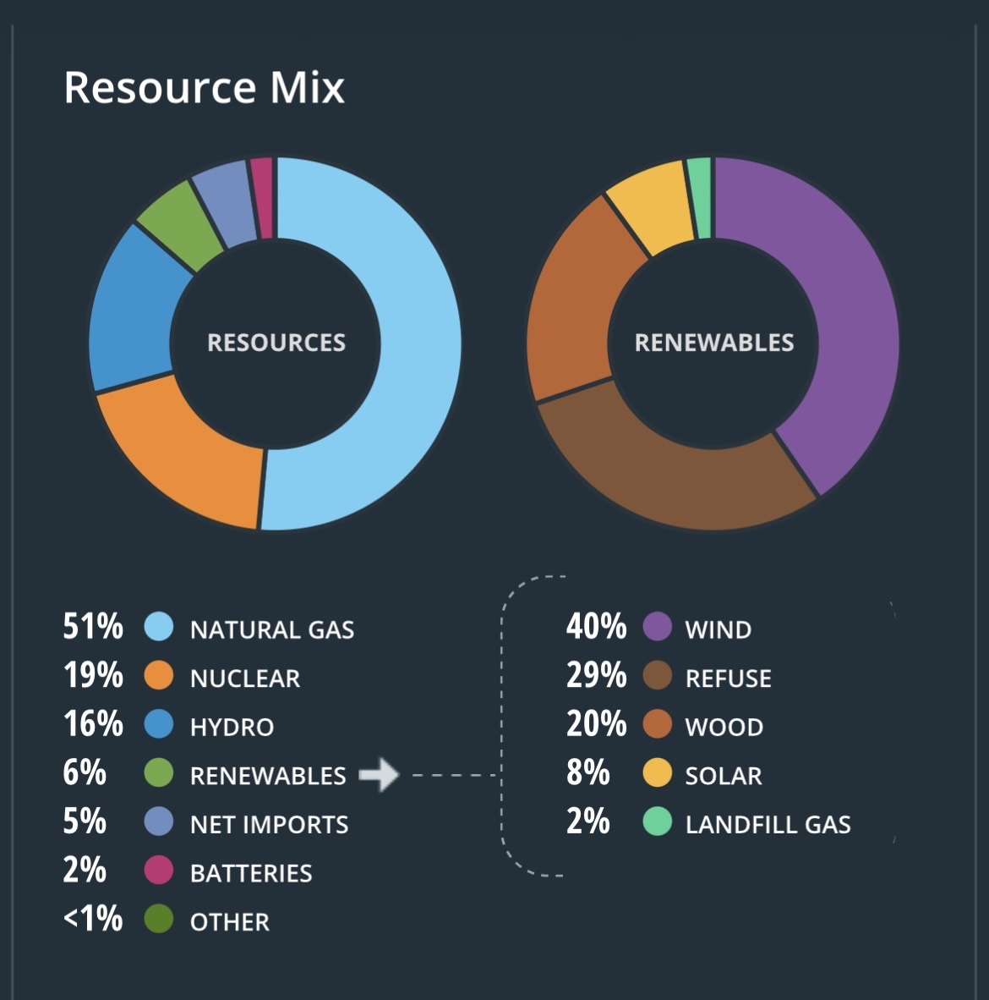 Resource Mix
RESOURCES
RENEWABLES
51% NATURAL GAS
19% NUCLEAR
16% HYDRO
6% RENEWABLES
5% NET IMPORTS
2% BATTERIES
<1% OTHER
40% WIND
29% REFUSE
20% WOOD
8% SOLAR
2% LANDFILL GAS